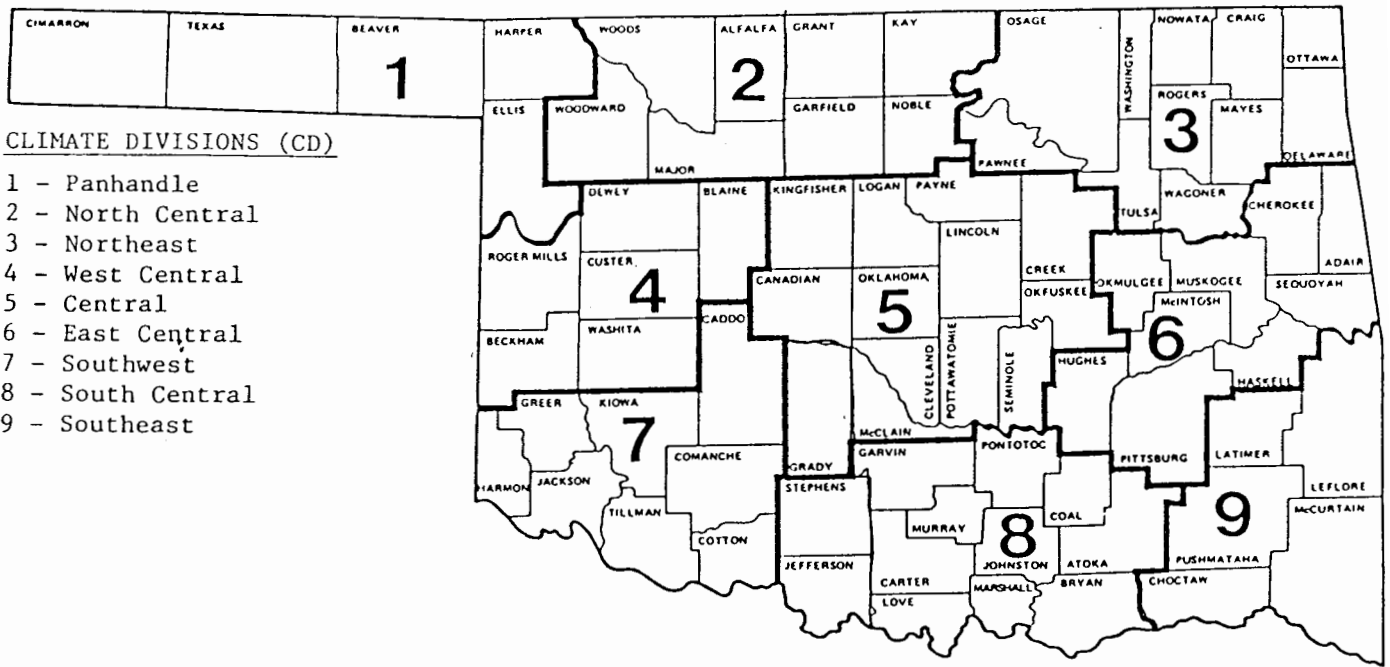 CIMARRON TEXAS BEAVER HARPER WOODS ALFALFA GRANT KAY OSAGE WASHINGTON NOWATA CRAIG
OTTAWA
1 2 3
ELLIS WOODWARD GARFIELD NOBLE ROGERS MAYES
CLIMATE DIVISIONS (CD)
1 - Panhandle
2 - North Central
3 - Northeast
4 - West Central
5 - Central
6 - East Central
7 - Southwest
8 - South Central
9 - Southeast
MAJOR PAWNEE DELAWARE
DEWEY BLAINE KINGFISHER LOGAN PAYNE WAGONER CHEROKEE
TULSA
LINCOLN
ROGER MILLS CUSTER CREEK ADAIR
CANADIAN OKLAHOMA OKMULGEE MUSKOGEE SEQUOYAH
4 5 OKFUSKEE McINTOSH
WASHITA CADDO 6
BECKHAM CLEVELAND POTTAWATOMIE SEMINOLE HUGHES
HASKELL
GREER KIOWA
7 McCLAIN
COMANCHE GARVIN PONTOTOC PITTSBURG LATIMER
GRADY
HARMON JACKSON STEPHENS LEFLORE
TILLMAN COAL 9 McCURTAIN
MURRAY 8
COTTON
JEFFERSON JOHNSTON ATOKA PUSHMATAHA
CARTER MARSHALL BRYAN CHOCTAW
LOVE